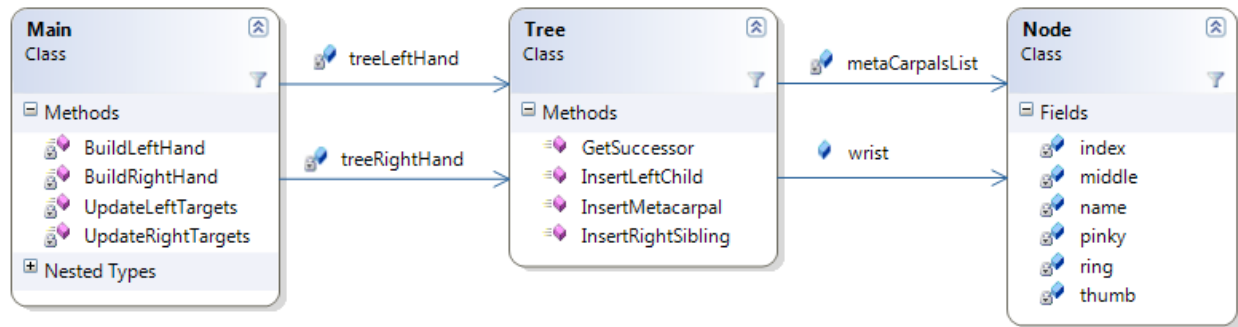 Main
Class
Methods
BuildLeftHand
BuildRightHand
UpdateLeftTargets
UpdateRightTargets
Nested Types
treeLeftHand
treeRightHand
Tree
Class
Methods
GetSuccessor
InsertLeftChild
InsertMetacarpal
InsertRightSibling
metaCarpalsList
wrist
Node
Class
Fields
index
middle
name
pinky
ring
thumb